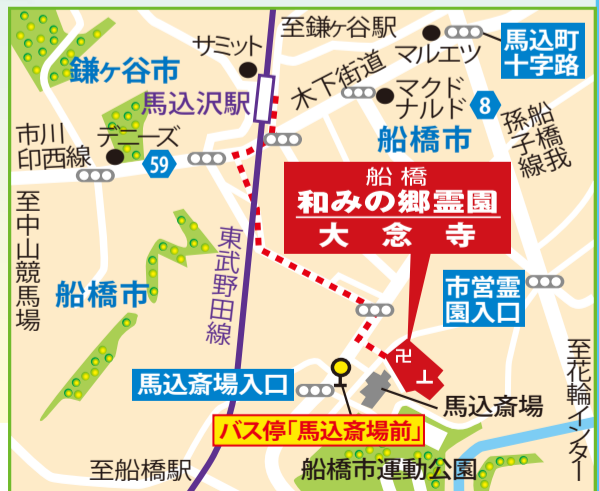 至鎌ヶ谷駅
サミット
マルエツ
馬込町
十字路
鎌ヶ谷市
馬込沢駅
木下街道
マクド
ナルド
8
船橋市
船橋
我孫子線
市川
印西線
デニーズ
59
船橋
和みの郷霊園
大念寺
至中山競馬場
船橋市
東武野田線
市営霊
園入口
馬込斎場入口
馬込斎場
バス停「馬込斎場前」
至花輪インター
至船橋駅
船橋市運動公園